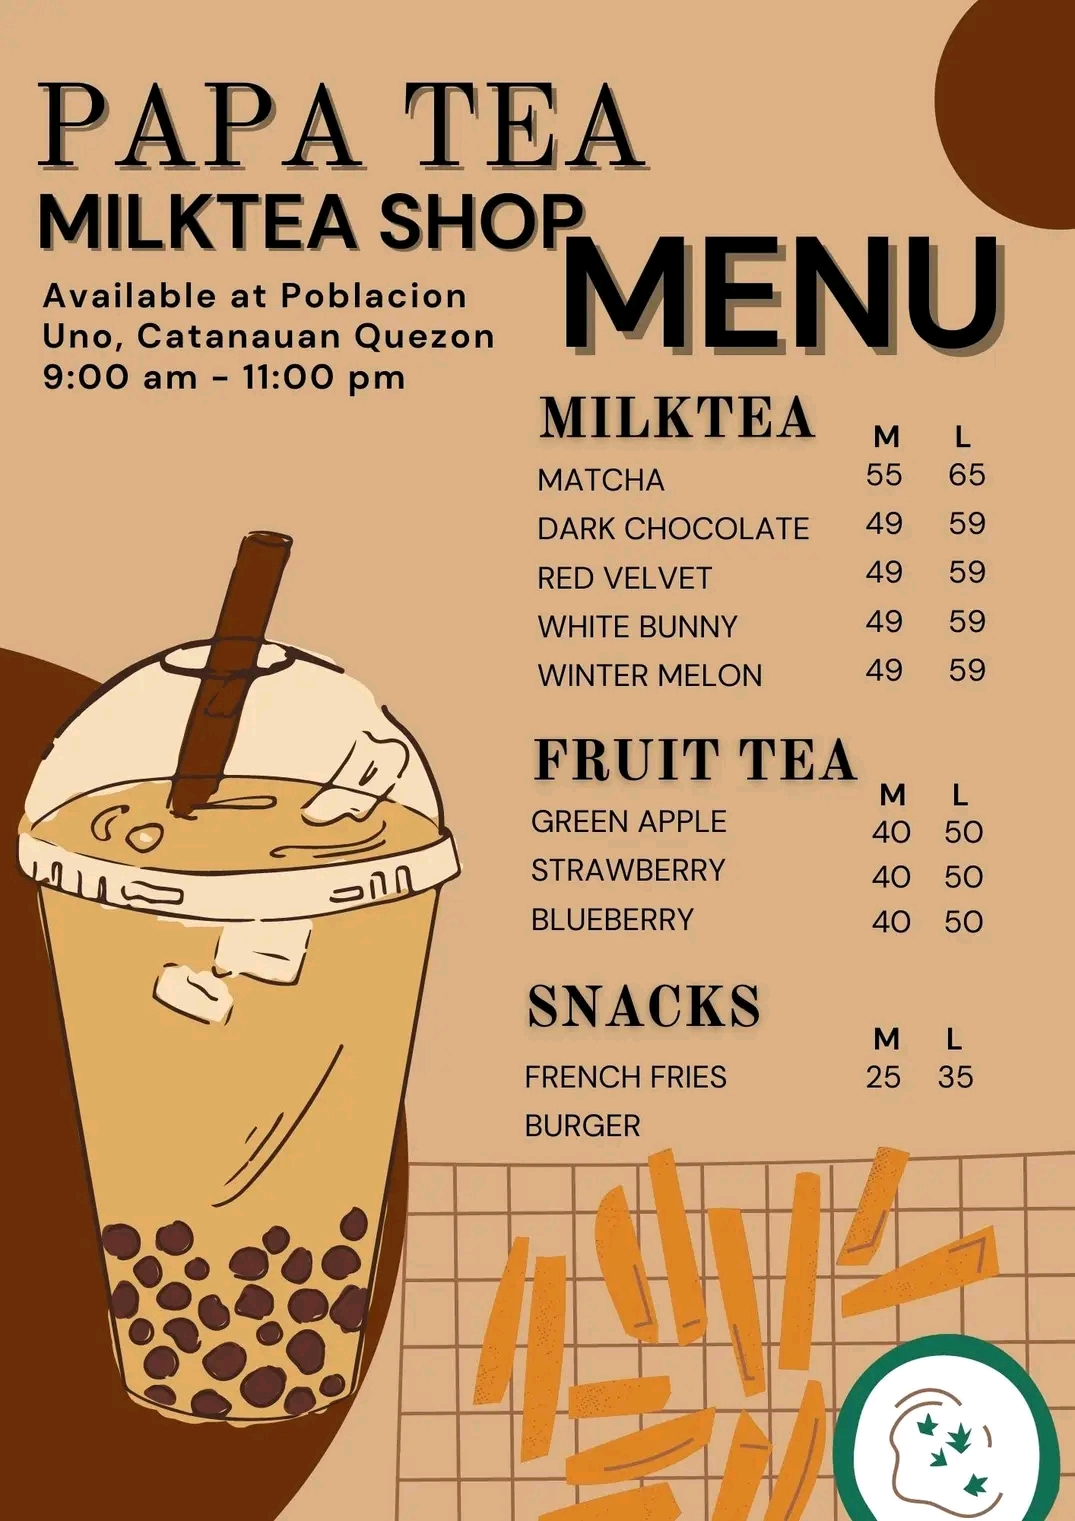 PAPA TEA
MILKTEA SHOP
Available at Poblacion
Uno, Catanauan Quezon
9:00 am - 11:00 pm
MENU
MILKTEA M L
MATCHA 55 65
DARK CHOCOLATE 49 59
RED VELVET 49 59
WHITE BUNNY 49 59
WINTER MELON 49 59
FRUIT TEA M L
GREEN APPLE 40 50
STRAWBERRY 40 50
BLUEBERRY 40 50
SNACKS M L
FRENCH FRIES 25 35
BURGER